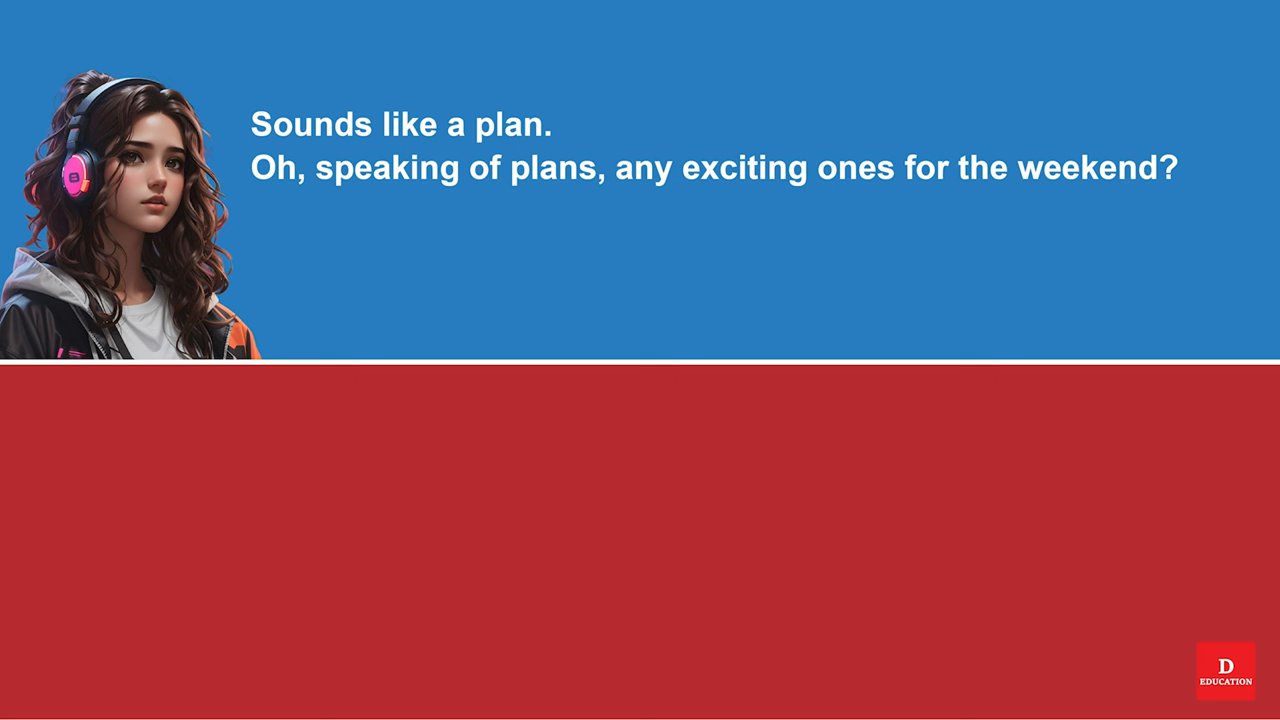 Sounds like a plan.
Oh, speaking of plans, any exciting ones for the weekend?
D
EDUCATION